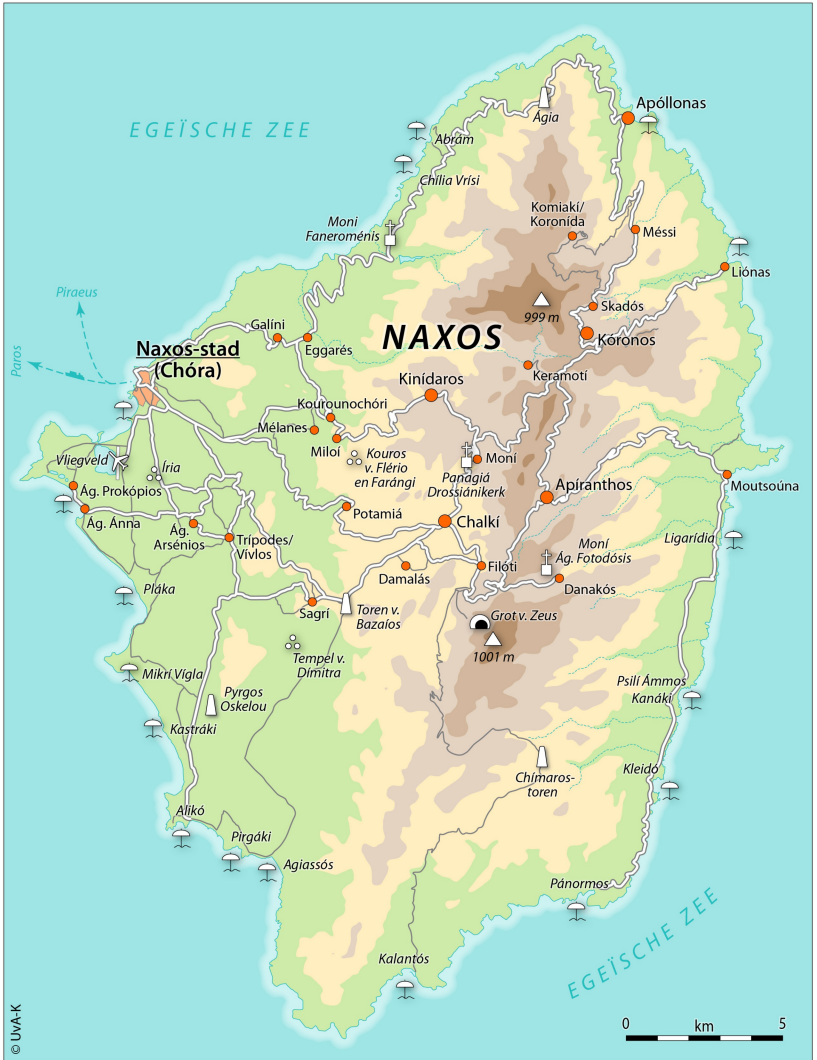 EGEÏSCHE ZEE
Agia
Apóllonas
Abram
Chília Vrísi
Komiakí/
Koronída
Moni
Faneroménis
Méssi
Liónas
Piraeus
Paros
999 m
Skadós
Galíni
Eggarés
NAXOS
Kóronos
Naxos-stad
(Chóra)
Keramotí
Kinídaros
Kourounochóri
Mélanes
Miloí
Kouros
v. Flério
en Farángi
Moní
Panagiá
Drossiánikerk
Vliegveld
Íria
Ág. Prokópios
Ág. Ánna
Ág.
Arsénios
Trípodes/
Vívlos
Potamiá
Chalkí
Apíranthos
Moutsoúna
Ligarídia
Moní
Ág. Fotodósis
Damalás
Filóti
Danakós
Pláka
Sagrí
Toren v.
Bazaíos
Grot v. Zeus
1001 m
Tempel v.
Dímitra
Mikrí Vígla
Pyrgos
Oskelou
Kastráki
Psilí Ámmos
Kanáki
Chímaros-
toren
Kleidó
Alikó
Pirgáki
Agiassós
Pánormos
Kalantós
EGEÏSCHE ZEE
0 km 5
© UvA-K